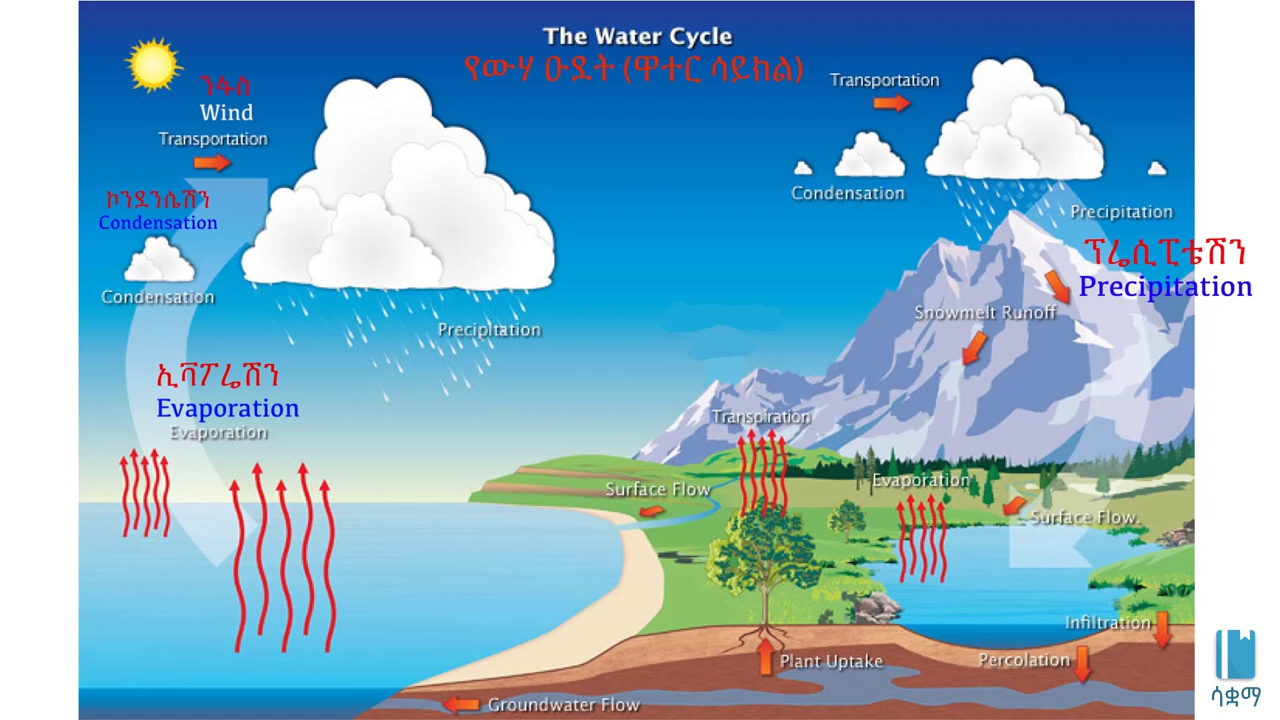 The Water Cycle
የውሃ ዑደት (ዋተር ሳይክል)
ንፋስ
Wind
Transportation
ኮንደንሴሽን
Condensation
Condensation
Precipitation
ኢቫፖሬሽን
Evaporation
Evaporation
Transportation
Condensation
Precipitation
ፕሬሲፒቴሽን
Precipitation
Snowmelt Runoff
Transpiration
Surface Flow
Evaporation
Surface Flow.
Infiltration
Plant Uptake
Percolation
Groundwater Flow
ሳቋማ